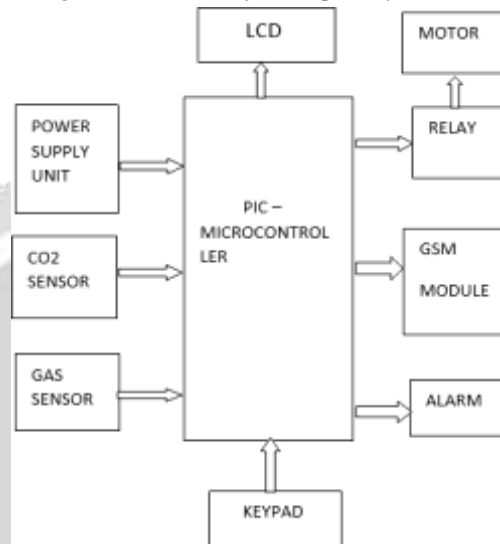 LCD
MOTOR
POWER
SUPPLY
UNIT
RELAY
PIC –
MICROCONTROL
LER
CO2
SENSOR
GSM
MODULE
GAS
SENSOR
ALARM
KEYPAD